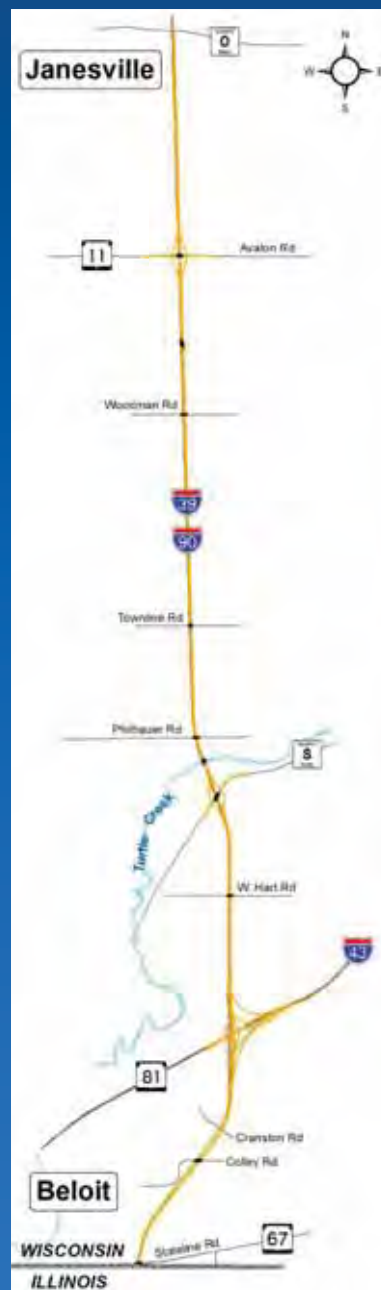 O
N
Janesville
W
E
S
11
Avalon Rd
Woodman Rd
39
90
Townline Rd
Philhower Rd
S
Turtle Creek
W. Hart Rd
43
81
Cranston Rd
Colley Rd
Beloit
67
Stateline Rd
WISCONSIN
ILLINOIS